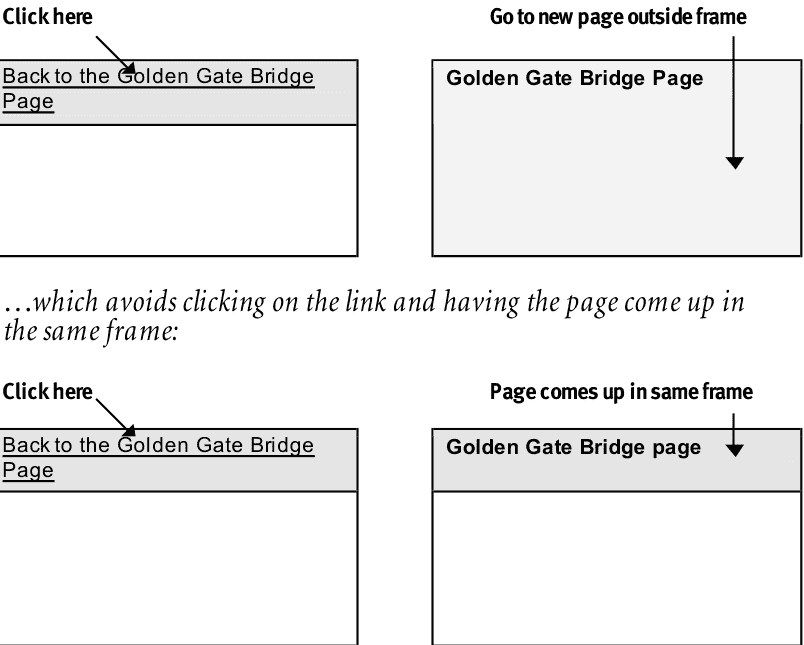 Click here
Go to new page outside frame
Back to the Golden Gate Bridge
Page
Golden Gate Bridge Page
…which avoids clicking on the link and having the page come up in
the same frame:
Click here
Page comes up in same frame
Back to the Golden Gate Bridge
Page
Golden Gate Bridge page